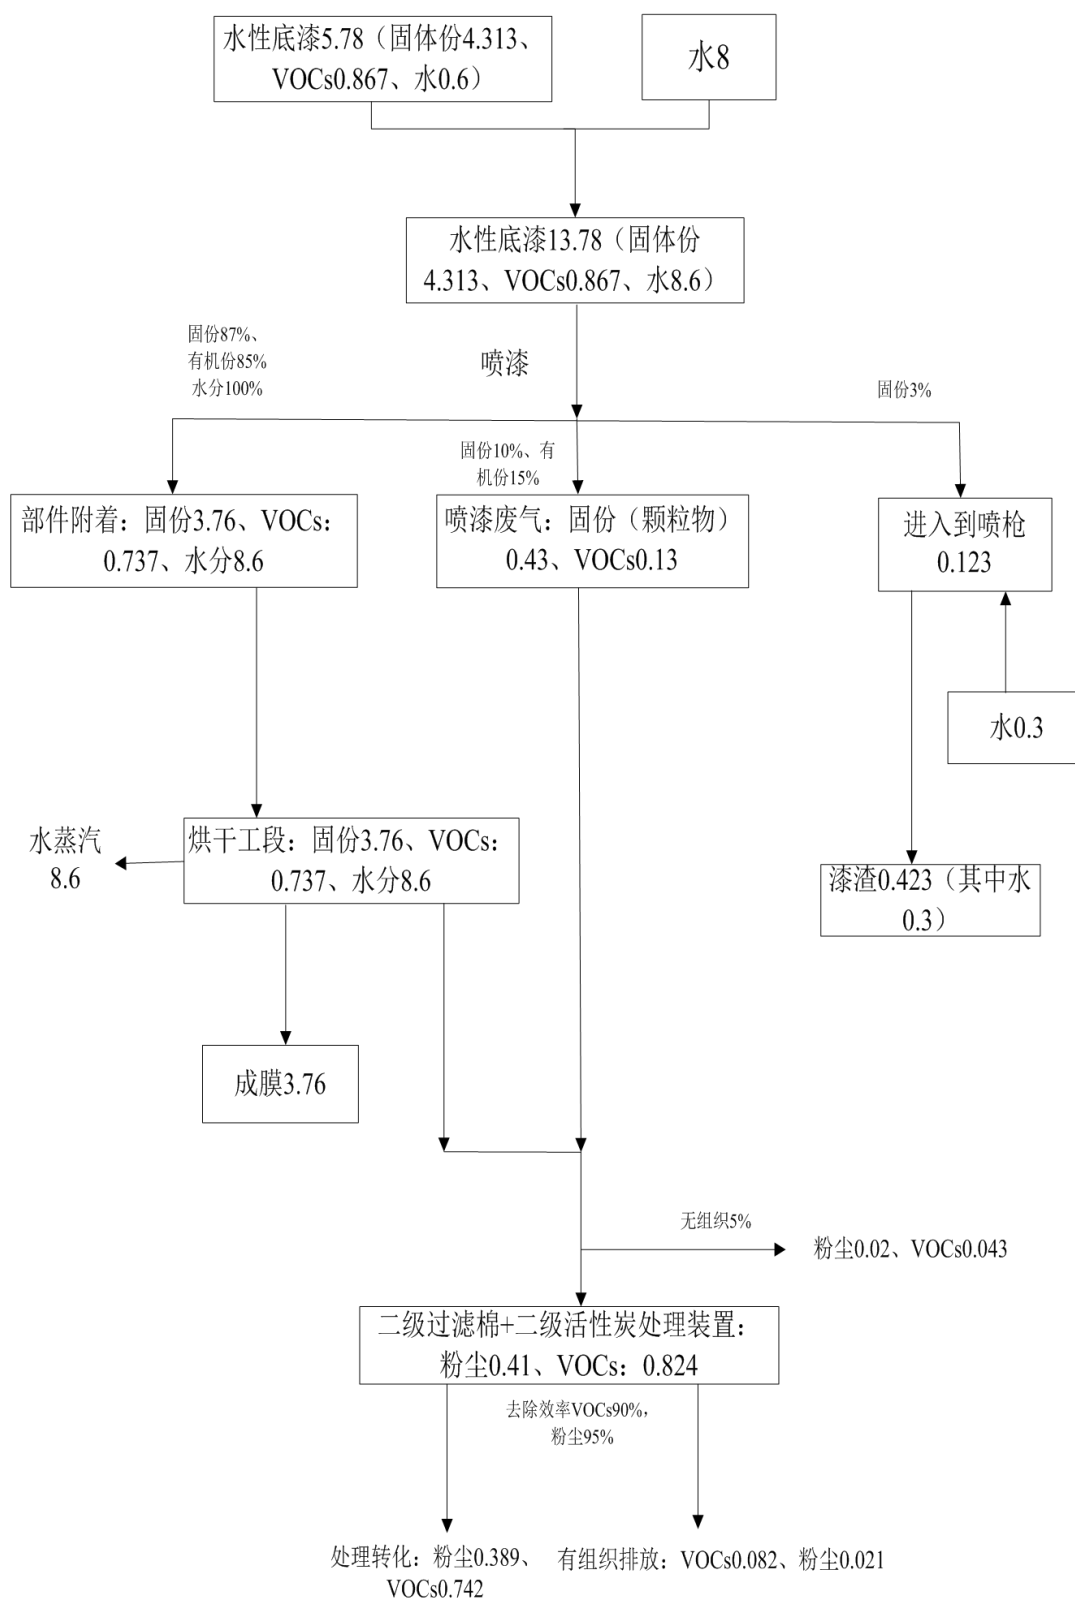 水性底漆5.78（固体份4.313、
VOCs0.867、水0.6）
水8
水性底漆13.78（固体份
4.313、VOCs0.867、水8.6）
固份87%、
有机份85%
水分100%
喷漆
固份3%
固份10%、有
机份15%
部件附着：固份3.76、VOCs：
0.737、水分8.6
喷漆废气：固份（颗粒物）
0.43、VOCs0.13
进入到喷枪
0.123
水0.3
水蒸汽
8.6
烘干工段：固份3.76、VOCs：
0.737、水分8.6
漆渣0.423（其中水
0.3）
成膜3.76
无组织5%
粉尘0.02、VOCs0.043
二级过滤棉+二级活性炭处理装置：
粉尘0.41、VOCs：0.824
去除效率VOCs90%，
粉尘95%
处理转化：粉尘0.389、
VOCs0.742
有组织排放：VOCs0.082、粉尘0.021